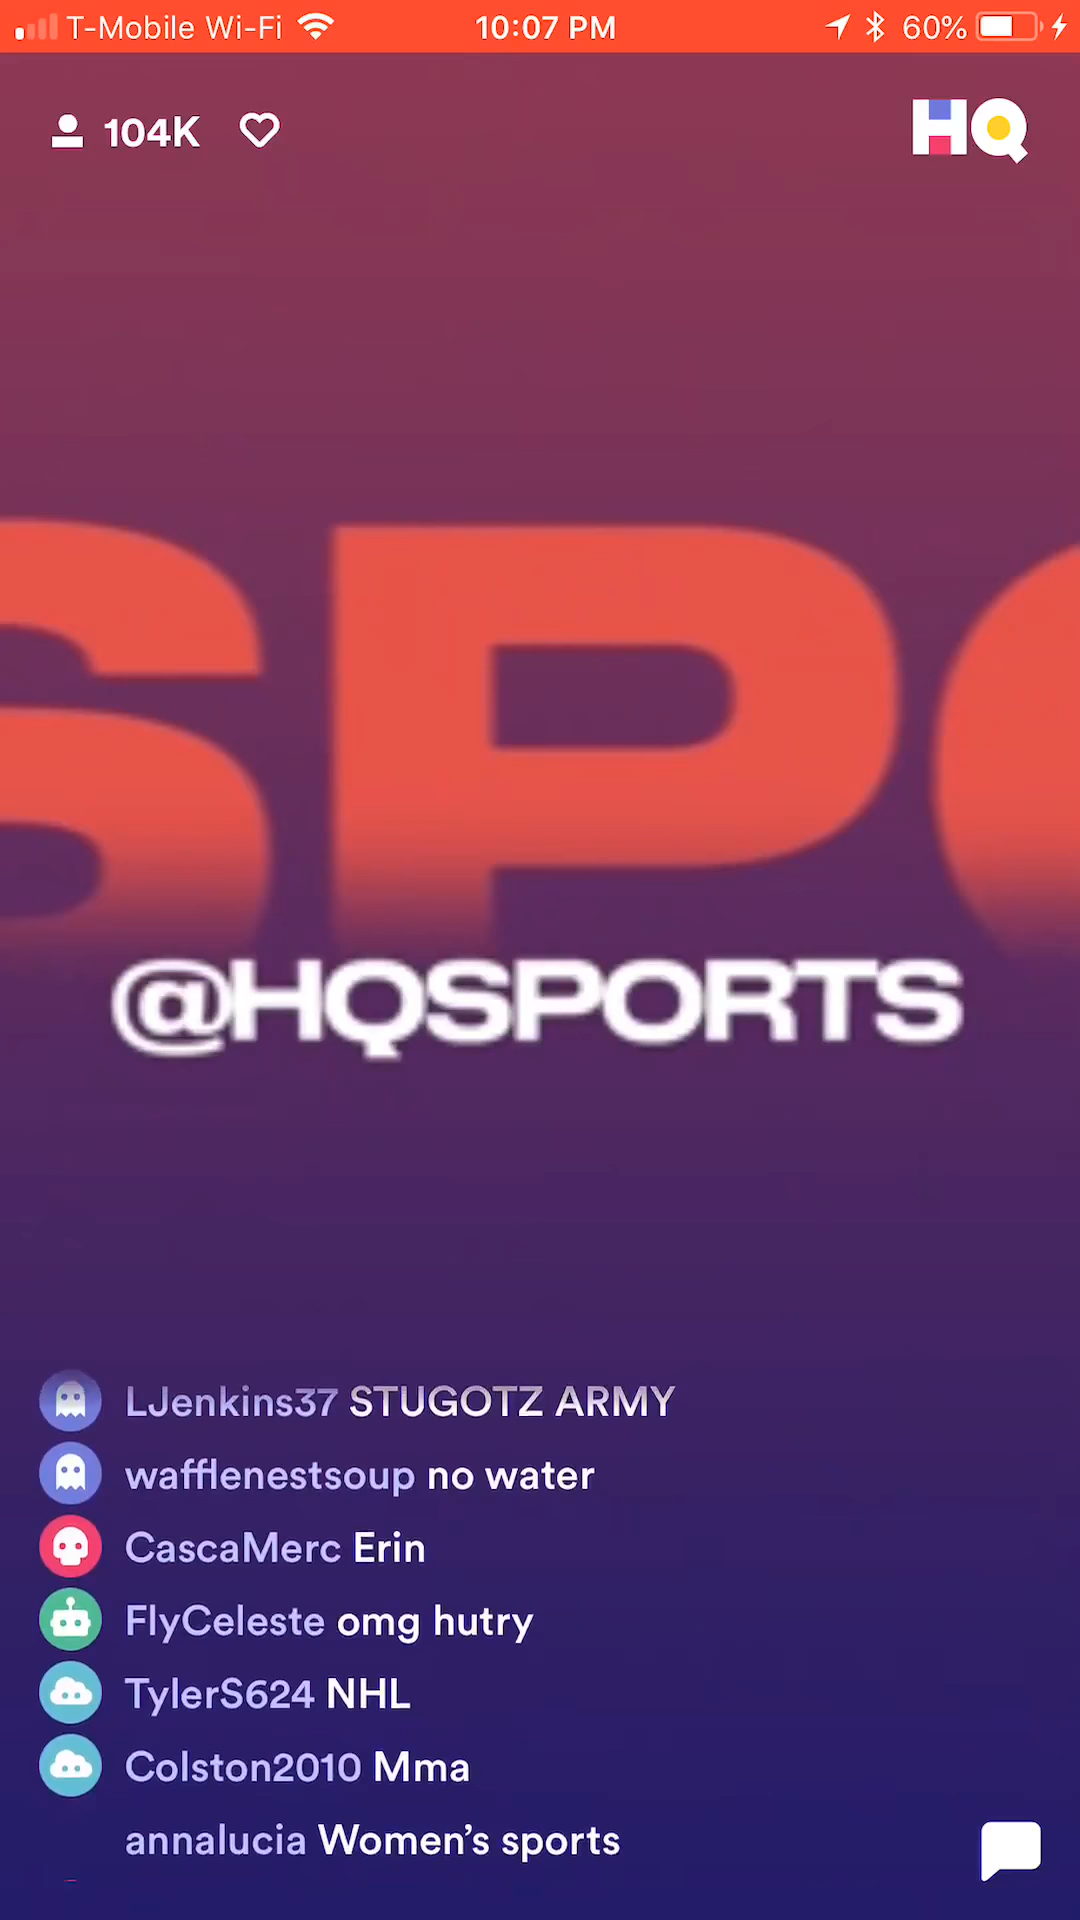 T-Mobile Wi-Fi 10:07 PM 60%
104K HQ
SPO
@HQSPORTS
LJenkins37 STUGOTZ ARMY
wafflenestsoup no water
CascaMerc Erin
FlyCeleste omg hutry
TylerS624 NHL
Colston2010 Mma
annalucia Women’s sports